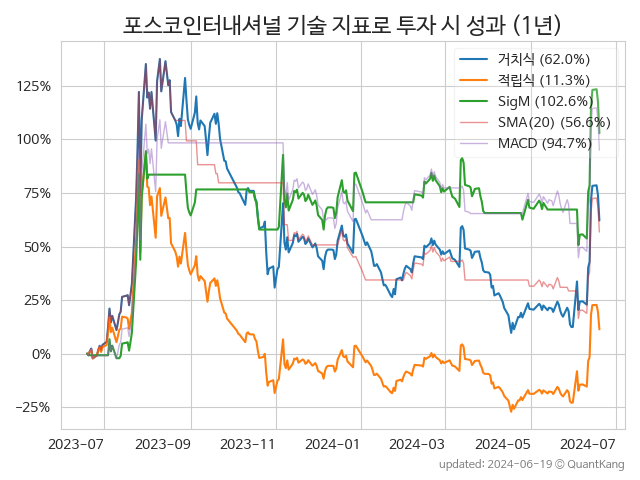 포스코인터내셔널 기술 지표로 투자 시 성과 (1년)
거치식 (62.0%)
적립식 (11.3%)
SigM (102.6%)
SMA(20) (56.6%)
MACD (94.7%)
125%
100%
75%
50%
25%
0%
−25%
2023-07 2023-09 2023-11 2024-01 2024-03 2024-05 2024-07
updated: 2024-06-19 © QuantKang